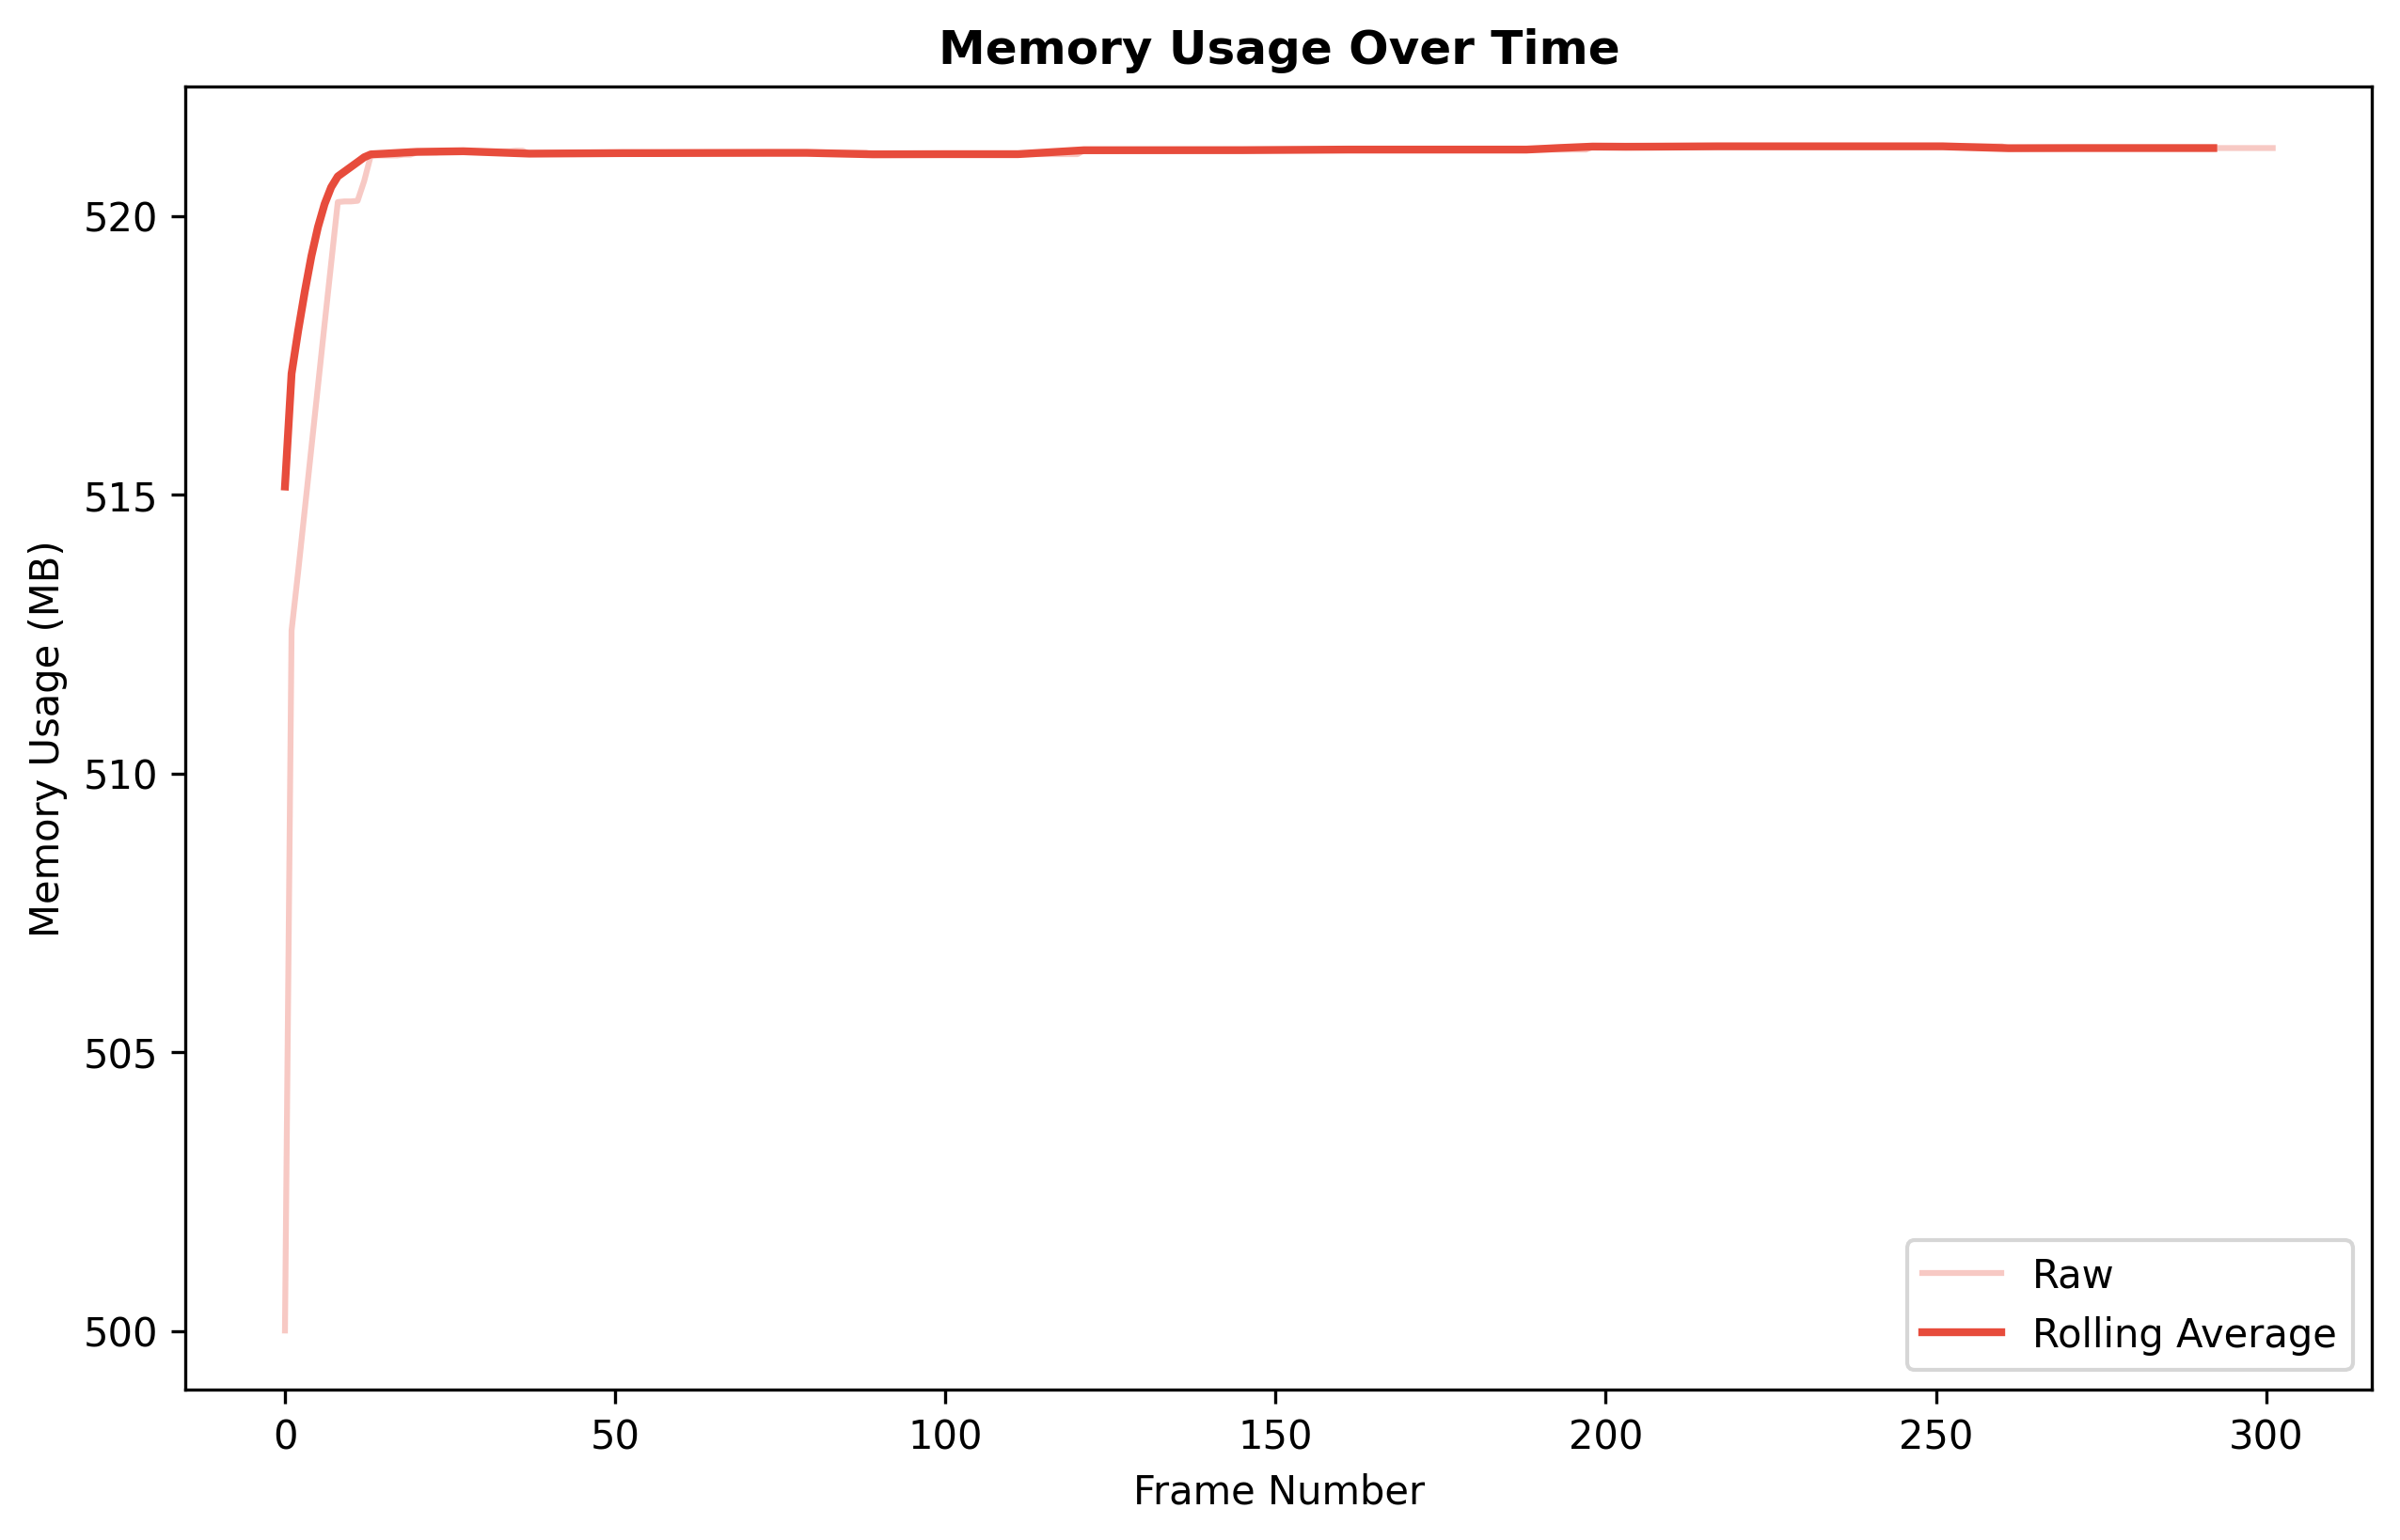 Memory Usage Over Time
Memory Usage (MB)
520
515
510
505
500
0 50 100 150 200 250 300
Frame Number
Raw
Rolling Average